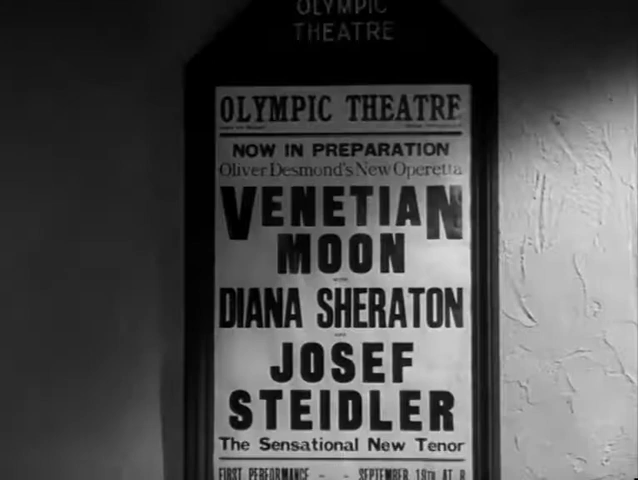 OLYMPIC
THEATRE
OLYMPIC THEATRE
NOW IN PREPARATION
Oliver Desmond's New Operetta
VENETIAN
MOON
DIANA SHERATON
JOSEF
STEIDLER
The Sensational New Tenor
FIRST PERFORMANCE - - SEPTEMBER 18TH AT 8